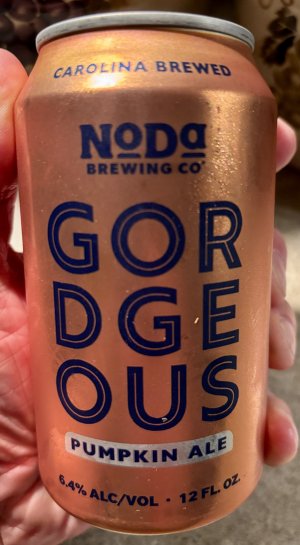 CAROLINA BREWED
NoDa
BREWING CO
GOR
DGE
OUS
PUMPKIN ALE
6.4% ALC/VOL • 12 FL. OZ.